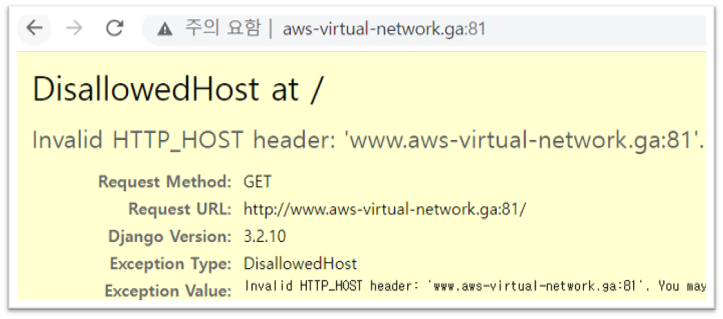 주의 요함 | aws-virtual-network.ga:81
DisallowedHost at /
Invalid HTTP_HOST header: 'www.aws-virtual-network.ga:81'.
Request Method: GET
Request URL: http://www.aws-virtual-network.ga:81/
Django Version: 3.2.10
Exception Type: DisallowedHost
Exception Value: Invalid HTTP_HOST header: 'www.aws-virtual-network.ga:81'. You may